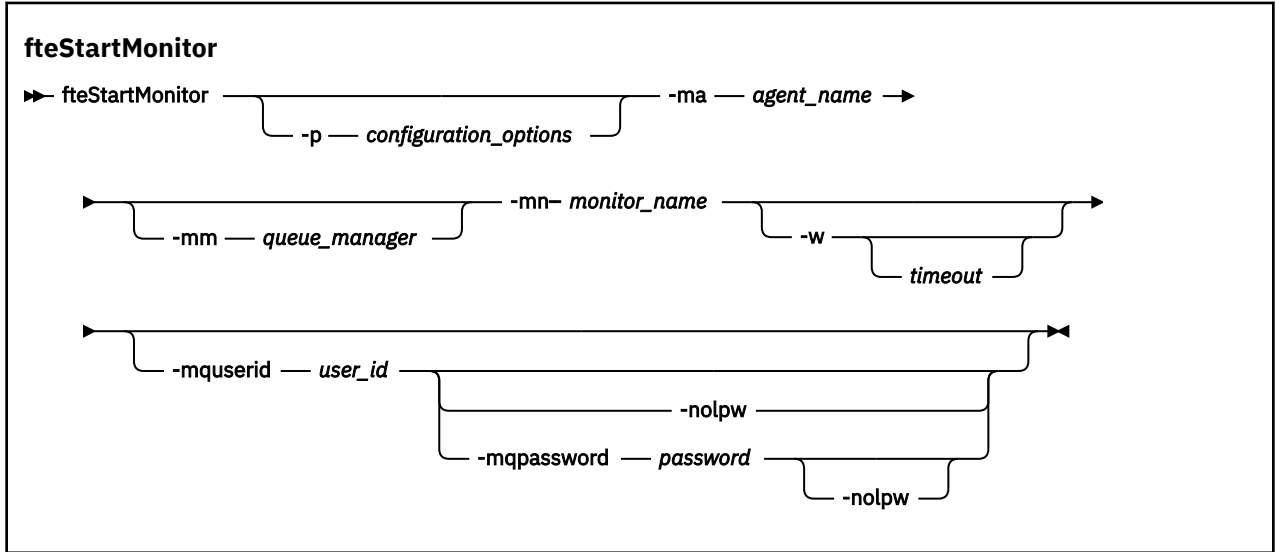 fteStartMonitor
fteStartMonitor -ma agent_name
-p configuration_options
-mn monitor_name
-mm queue_manager -w
timeout
-mquserid user_id
-nolpw
-mqpassword password
-nolpw